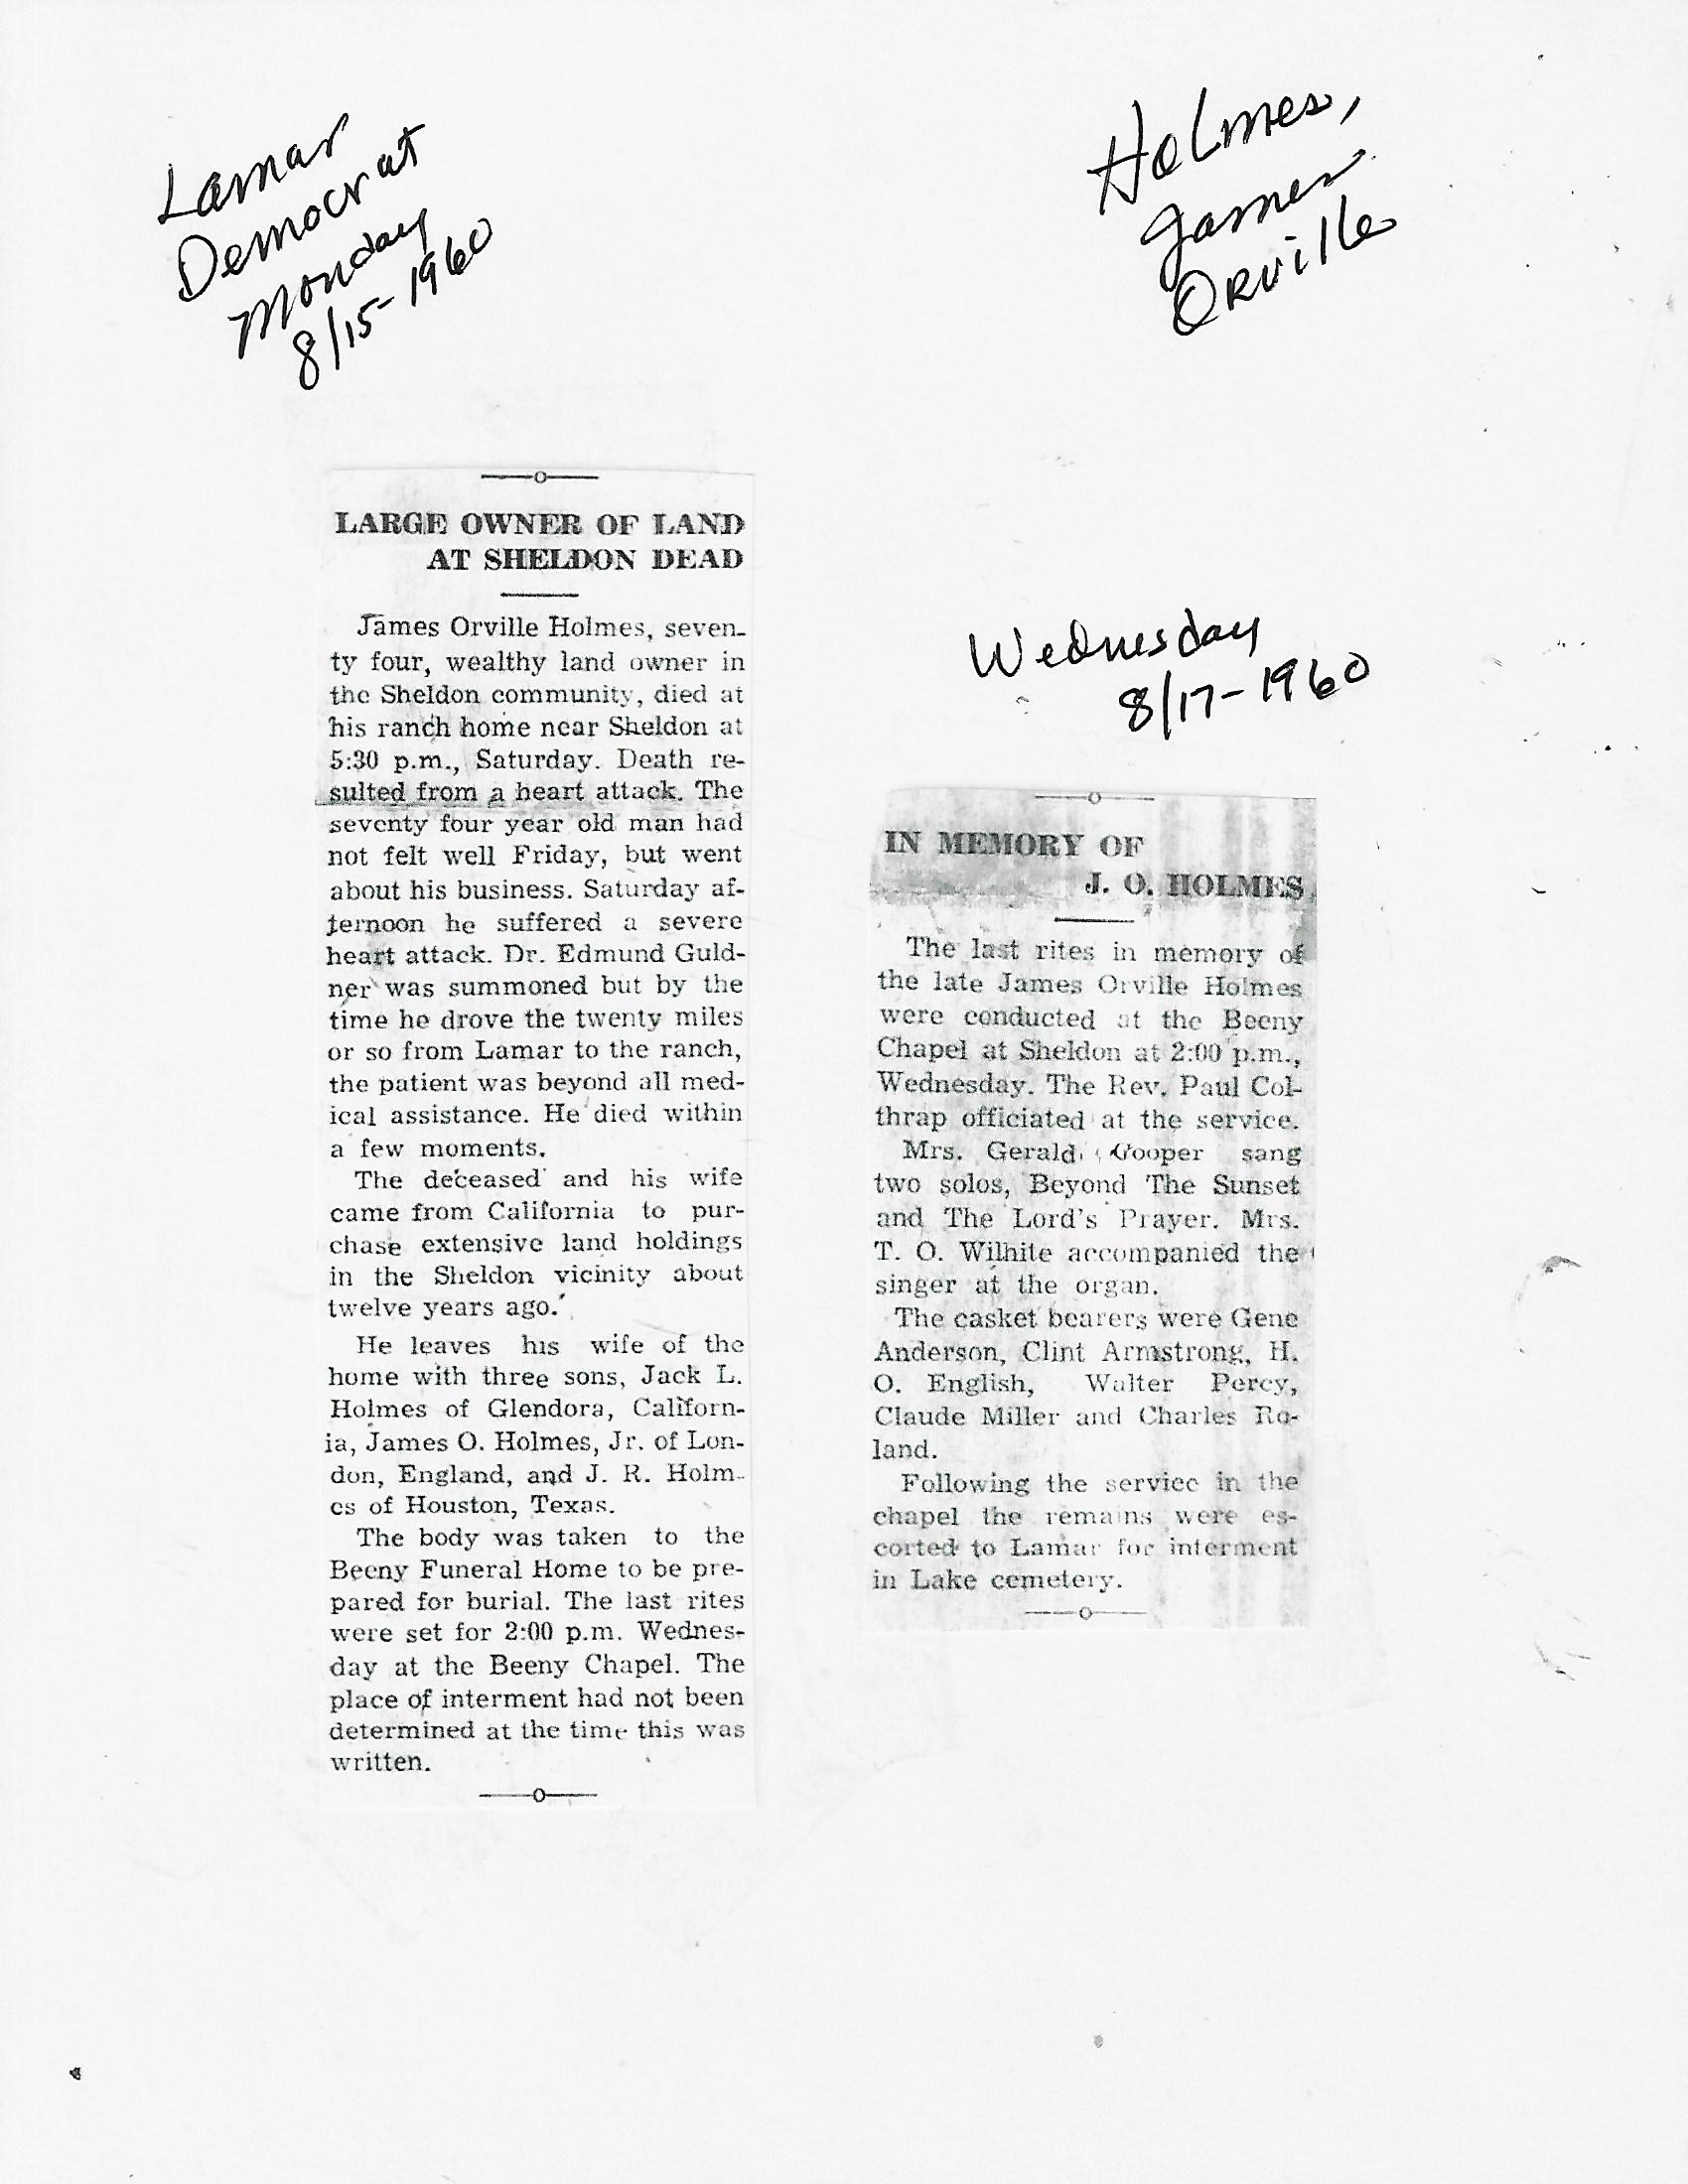 Lamar
Democrat
Monday
8/15-1960
Holmes,
James
Orville
LARGE OWNER OF LAND
AT SHELDON DEAD
James Orville Holmes, seven-
ty four, wealthy land owner in
the Sheldon community, died at
his ranch home near Sheldon at
5:30 p.m., Saturday. Death re-
sulted from a heart attack. The
seventy four year old man had
not felt well Friday, but went
about his business. Saturday af-
ternoon he suffered a severe
heart attack. Dr. Edmund Guld-
ner was summoned but by the
time he drove the twenty miles
or so from Lamar to the ranch,
the patient was beyond all med-
ical assistance. He died within
a few moments.
The deceased and his wife
came from California to pur-
chase extensive land holdings
in the Sheldon vicinity about
twelve years ago.
He leaves his wife of the
home with three sons, Jack L.
Holmes of Glendora, Californ-
ia, James O. Holmes, Jr. of Lon-
don, England, and J. R. Holm-
es of Houston, Texas.
The body was taken to the
Beeny Funeral Home to be pre-
pared for burial. The last rites
were set for 2:00 p.m. Wednes-
day at the Beeny Chapel. The
place of interment had not been
determined at the time this was
written.
Wednesday
8/17-1960
IN MEMORY OF
J. O. HOLMES
The last rites in memory of
the late James Orville Holmes
were conducted at the Beeny
Chapel at Sheldon at 2:00 p.m.,
Wednesday. The Rev. Paul Col-
thrap officiated at the service.
Mrs. Gerald Cooper sang
two solos, Beyond The Sunset
and The Lord's Prayer. Mrs.
T. O. Wilhite accompanied the
singer at the organ.
The casket bearers were Gene
Anderson, Clint Armstrong, H.
O. English, Walter Percy,
Claude Miller and Charles Ro-
land.
Following the service in the
chapel the remains were es-
corted to Lamar for interment
in Lake cemetery.